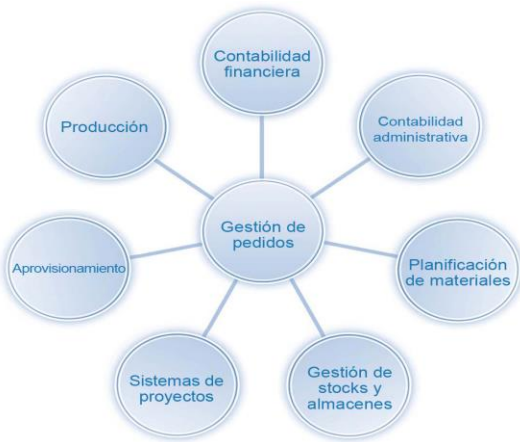 Contabilidad
financiera
Contabilidad
administrativa
Producción
Gestión de
pedidos
Aprovisionamiento
Planificación
de materiales
Sistemas de
proyectos
Gestión de
stocks y
almacenes